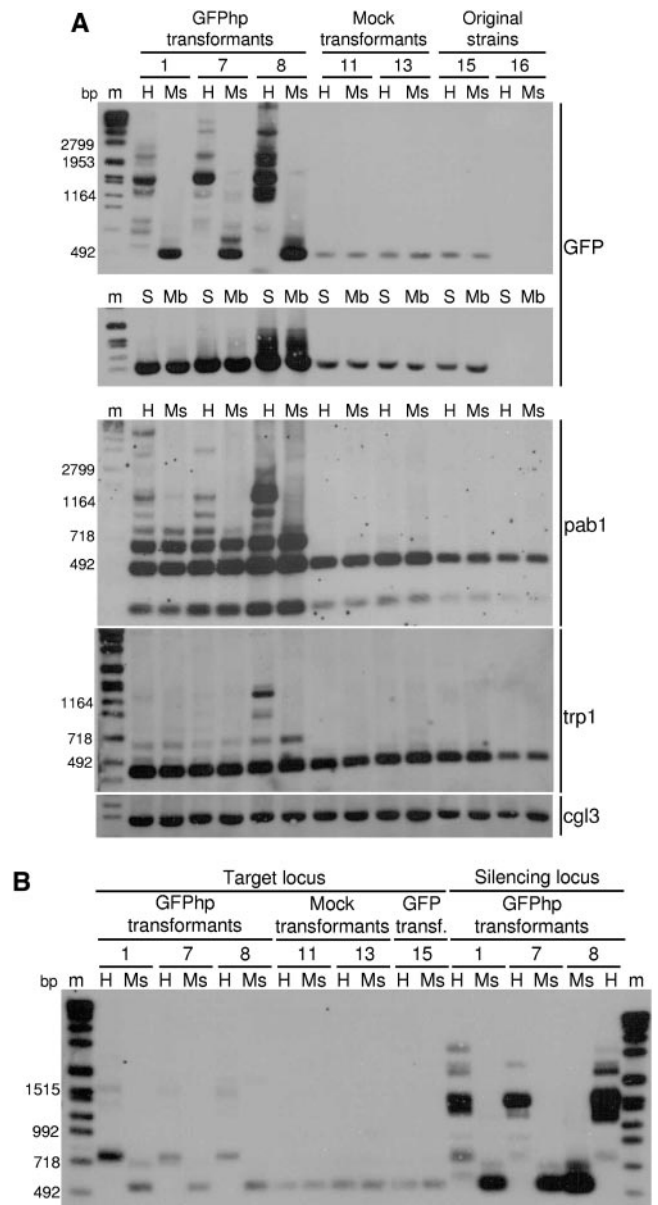 A
GFPhp transformants Mock transformants Original strains
1 7 8 11 13 15 16
bp m H Ms H Ms H Ms H Ms H Ms H Ms H Ms
2799
1953
1164
492
GFP
m S Mb S Mb S Mb S Mb S Mb S Mb S Mb
m H Ms H Ms H Ms H Ms H Ms H Ms H Ms
2799
1164
718
492
pab1
1164
718
492
trp1
cgl3
B
Target locus Silencing locus
GFPhp transformants Mock transformants GFP transf. GFPhp transformants
1 7 8 11 13 15 1 7 8
bp m H Ms H Ms H Ms H Ms H Ms H Ms H Ms H Ms Ms H m
1515
992
718
492